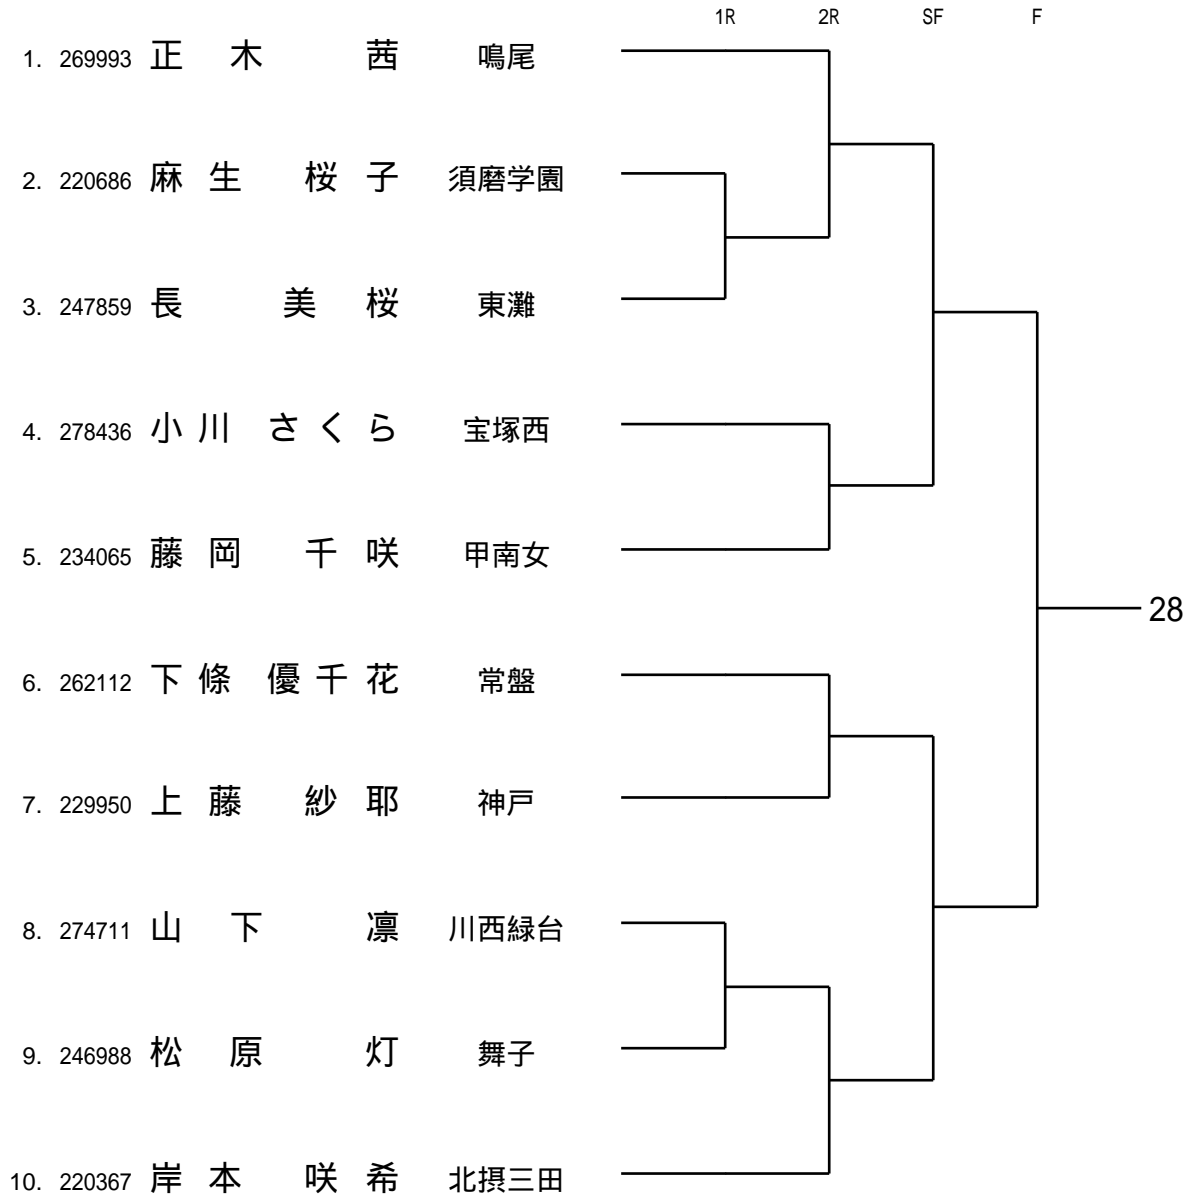 1R 2R SF F
1. 269993 正 木 茜 鳴尾
2. 220686 麻 生 桜 子 須磨学園
3. 247859 長 美 桜 東灘
4. 278436 小 川 さ く ら 宝塚西
5. 234065 藤 岡 千 咲 甲南女
28
6. 262112 下 條 優 千 花 常盤
7. 229950 上 藤 紗 耶 神戸
8. 274711 山 下 凛 川西緑台
9. 246988 松 原 灯 舞子
10. 220367 岸 本 咲 希 北摂三田